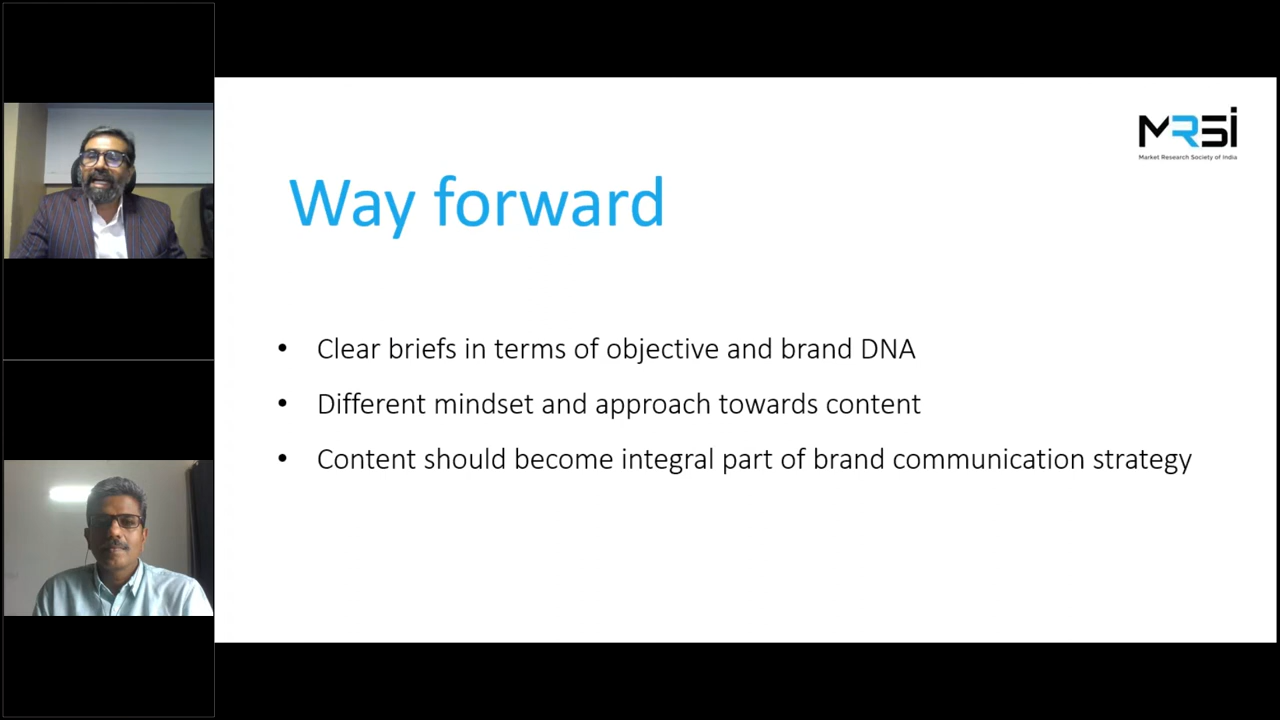 MRSI
Market Research Society of India
Way forward
• Clear briefs in terms of objective and brand DNA
• Different mindset and approach towards content
• Content should become integral part of brand communication strategy